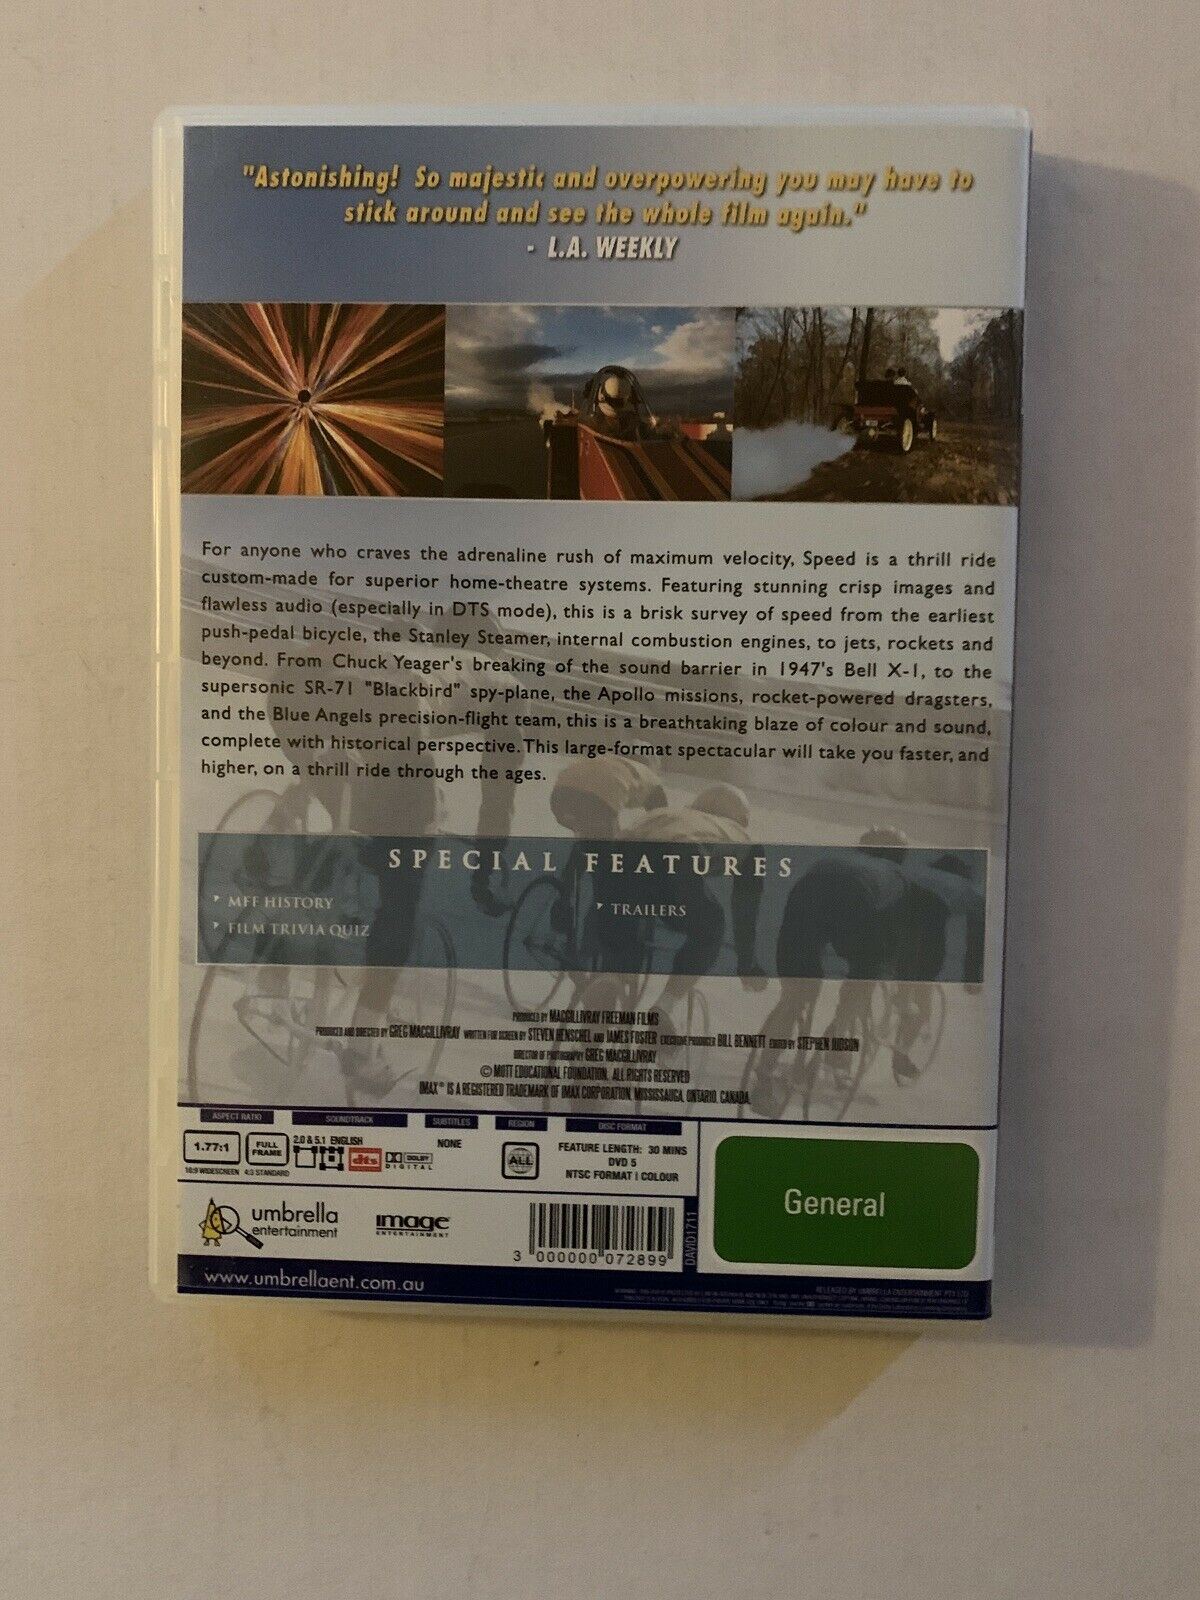 "Astonishing! So majestic and overpowering you may have to
stick around and see the whole film again."
- L.A. WEEKLY
For anyone who craves the adrenaline rush of maximum velocity, Speed is a thrill ride
custom-made for superior home-theatre systems. Featuring stunning crisp images and
flawless audio (especially in DTS mode), this is a brisk survey of speed from the earliest
push-pedal bicycle, the Stanley Steamer, internal combustion engines, to jets, rockets and
beyond. From Chuck Yeager's breaking of the sound barrier in 1947's Bell X-1, to the
supersonic SR-71 "Blackbird" spy-plane, the Apollo missions, rocket-powered dragsters,
and the Blue Angels precision-flight team, this is a breathtaking blaze of colour and sound,
complete with historical perspective. This large-format spectacular will take you faster, and
higher, on a thrill ride through the ages.
SPECIAL FEATURES
MFF HISTORY
FILM TRIVIA QUIZ
TRAILERS
PRODUCED BY MACGILLIVRAY FREEMAN FILMS
PRODUCED AND DIRECTED BY GREG MACGILLIVRAY WRITTEN FOR SCREEN BY STEVEN HENSCHEL AND JAMES FOSTER EXECUTIVE PRODUCER BILL BENNETT EDITED BY STEPHEN JUDSON
DIRECTOR OF PHOTOGRAPHY GREG MACGILLIVRAY
© MOTT EDUCATIONAL FOUNDATION. ALL RIGHTS RESERVED
IMAX® IS A REGISTERED TRADEMARK OF IMAX CORPORATION, MISSISSAUGA, ONTARIO, CANADA.
ASPECT RATIO
1.77:1
16:9 WIDESCREEN
FULL FRAME
4:3 STANDARD
SOUNDTRACK
2.0 & 5.1 ENGLISH
dts
DOLBY
DIGITAL
SUBTITLES
NONE
REGION
ALL
DISC FORMAT
FEATURE LENGTH: 30 MINS
DVD 5
NTSC FORMAT | COLOUR
General
umbrella
entertainment
image
ENTERTAINMENT
3 000000 072899
DAVID1711
www.umbrellaent.com.au
RELEASED BY UMBRELLA ENTERTAINMENT PTY LTD